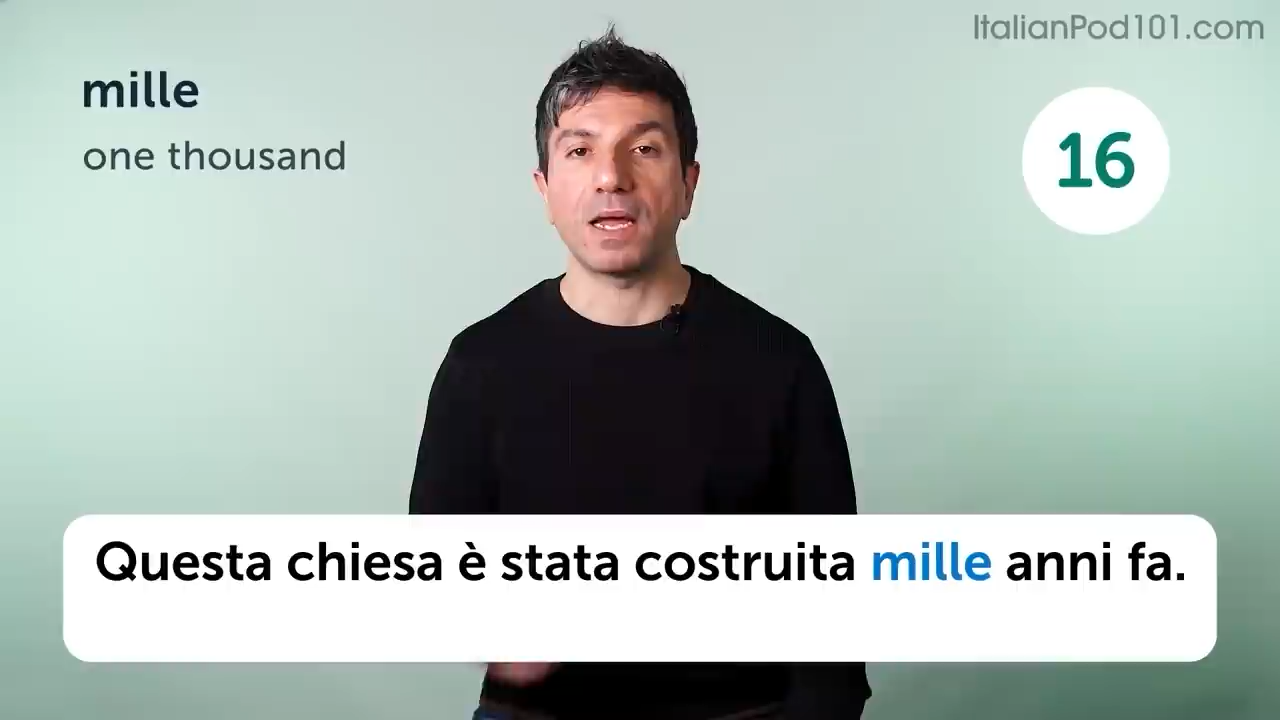 ItalianPod101.com
mille
one thousand
16
Questa chiesa è stata costruita mille anni fa.